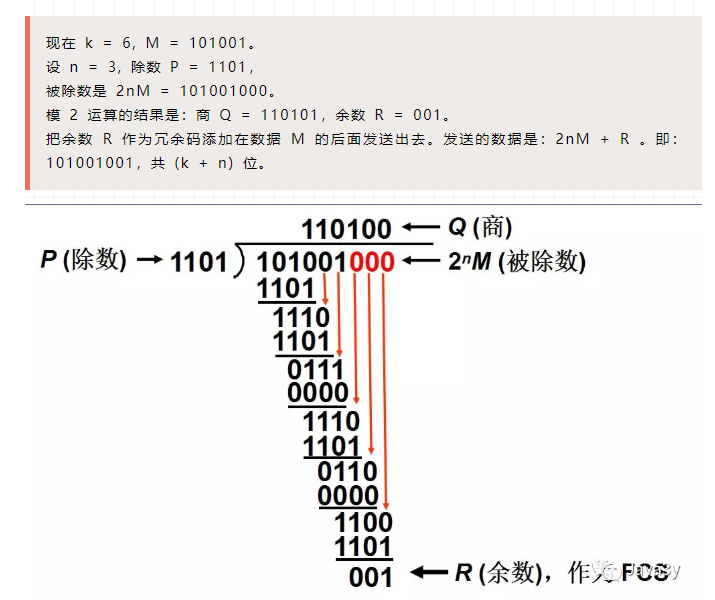 现在 k = 6, M = 101001。
设 n = 3, 除数 P = 1101,
被除数是 2nM = 101001000。
模 2 运算的结果是：商 Q = 110101，余数 R = 001。
把余数 R 作为冗余码添加在数据 M 的后面发送出去。发送的数据是：2nM + R 。即：
101001001，共（k + n）位。
110100 ← Q (商)
P (除数) → 1101 ) 101001000 ← 2ⁿM (被除数)
1101
1110
1101
0111
0000
1110
1101
0110
0000
1100
1101
001 ← R (余数)，作为 FCS
Java3y